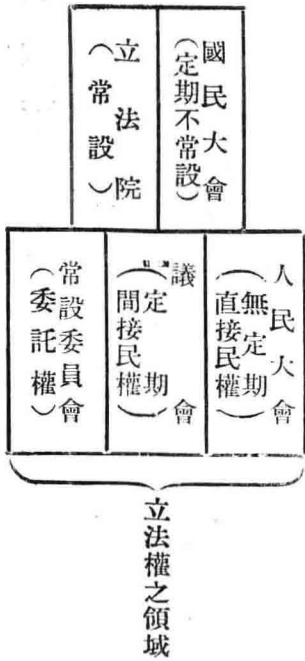 國民大會
（定期不常設）
立法院
（常設）
人民大會
（無定期
直接民權）
議會
（定期
間接民權）
常設委員會
（委託權）
立法權之領域